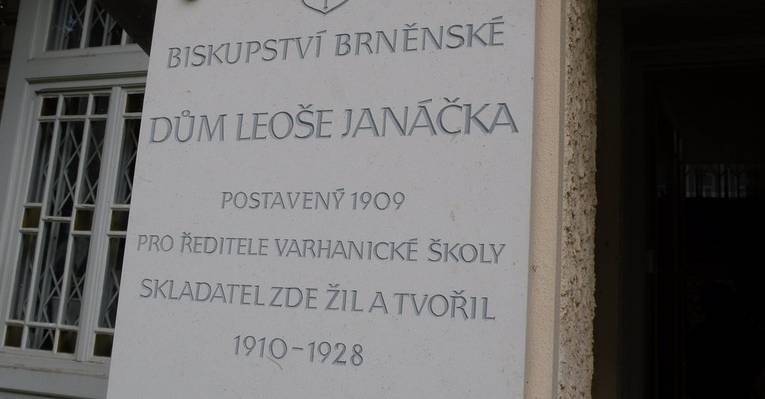 BISKUPSTVÍ BRNĚNSKÉ
DŮM LEOŠE JANÁČKA
POSTAVENÝ 1909
PRO ŘEDITELE VARHANICKÉ ŠKOLY
SKLADATEL ZDE ŽIL A TVOŘIL
1910-1928